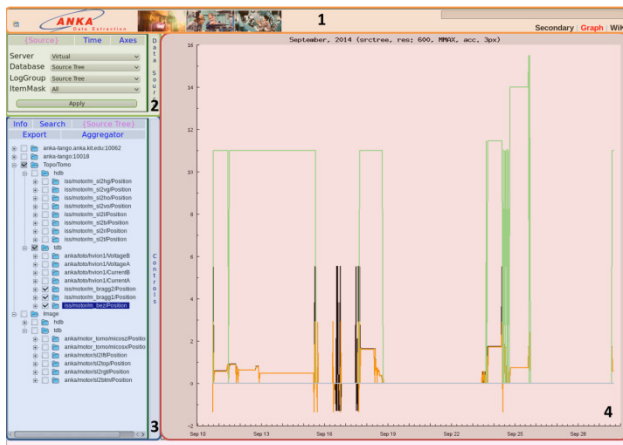 1
ANKA
Data Extraction
Secondary | Graph | Wiki
{Source} Time Axes
Server Virtual
Database Source Tree
LogGroup Source Tree
ItemMask All
Apply
Data Source
2
Info Search {Source Tree}
Export Aggregator
anka-tango.anka.kit.edu:10062
anka-tango:10018
Topo/Tomo
hdb
iss/motor/m_sl2hg/Position
iss/motor/m_sl2vg/Position
iss/motor/m_sl2ho/Position
iss/motor/m_sl2vo/Position
iss/motor/m_sl2t/Position
iss/motor/m_sl2b/Position
iss/motor/m_sl2r/Position
iss/motor/m_sl2l/Position
tdb
anka/foto/hvion1/VoltageB
anka/foto/hvion1/VoltageA
anka/foto/hvion1/CurrentB
anka/foto/hvion1/CurrentA
iss/motor/m_bragg2/Position
iss/motor/m_bragg1/Position
iss/motor/m_bez/Position
Image
hdb
tdb
anka/motor_tomo/micosz/Positio
anka/motor_tomo/micosx/Positio
anka/motor/sl2lft/Position
anka/motor/sl2top/Position
anka/motor/sl2rgt/Position
anka/motor/sl2btm/Position
Controls
3
September, 2014 (srctree, res: 600, MMAX, acc, 3px)
16
14
12
10
8
6
4
2
0
-2
Sep 10 Sep 13 Sep 16 Sep 19 Sep 22 Sep 25 Sep 28
4